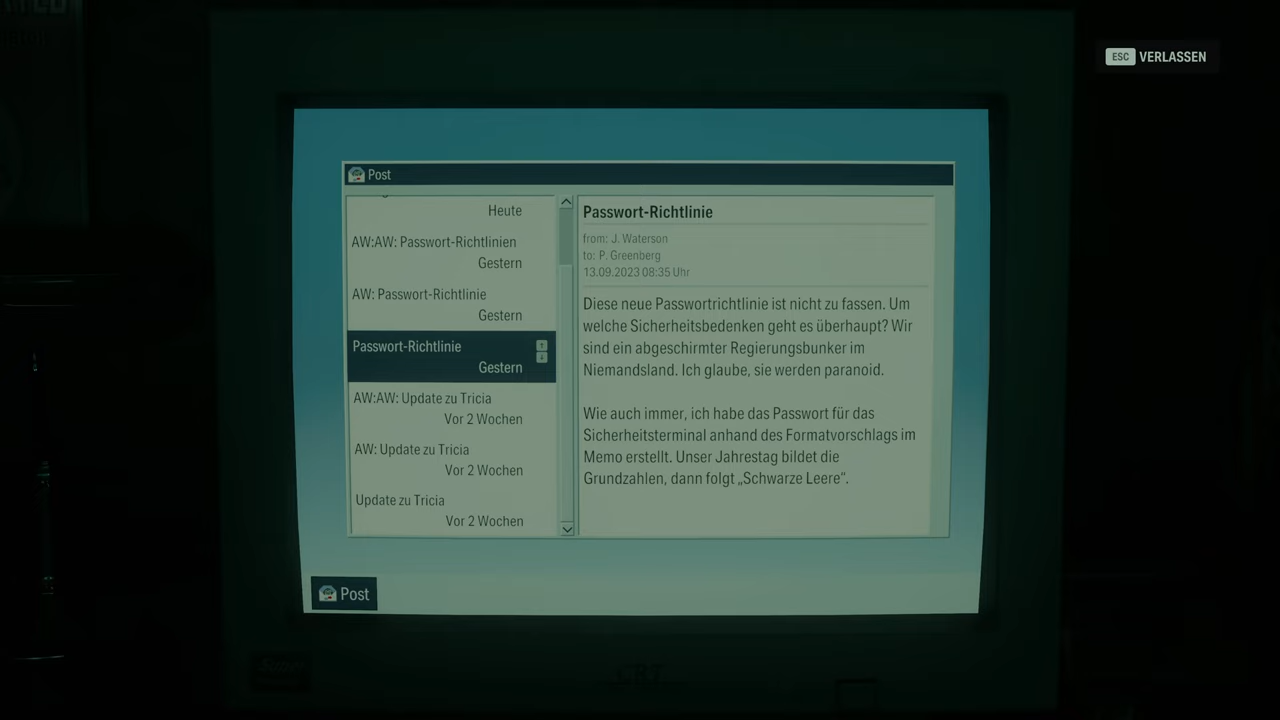 ESC VERLASSEN
Post
Heute
AW:AW: Passwort-Richtlinien
Gestern
AW: Passwort-Richtlinie
Gestern
Passwort-Richtlinie
Gestern
AW:AW: Update zu Tricia
Vor 2 Wochen
AW: Update zu Tricia
Vor 2 Wochen
Update zu Tricia
Vor 2 Wochen
Passwort-Richtlinie
from: J. Waterson
to: P. Greenberg
13.09.2023 08:35 Uhr
Diese neue Passwortrichtlinie ist nicht zu fassen. Um
welche Sicherheitsbedenken geht es überhaupt? Wir
sind ein abgeschirmter Regierungsbunker im
Niemandsland. Ich glaube, sie werden paranoid.
Wie auch immer, ich habe das Passwort für das
Sicherheitsterminal anhand des Formatvorschlags im
Memo erstellt. Unser Jahrestag bildet die
Grundzahlen, dann folgt „Schwarze Leere".
Post